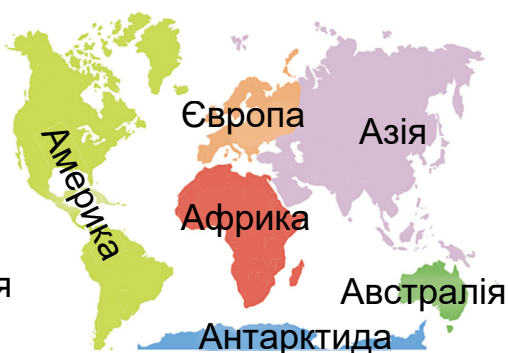 Європа
Азія
Америка
Африка
я
Австралія
Антарктида